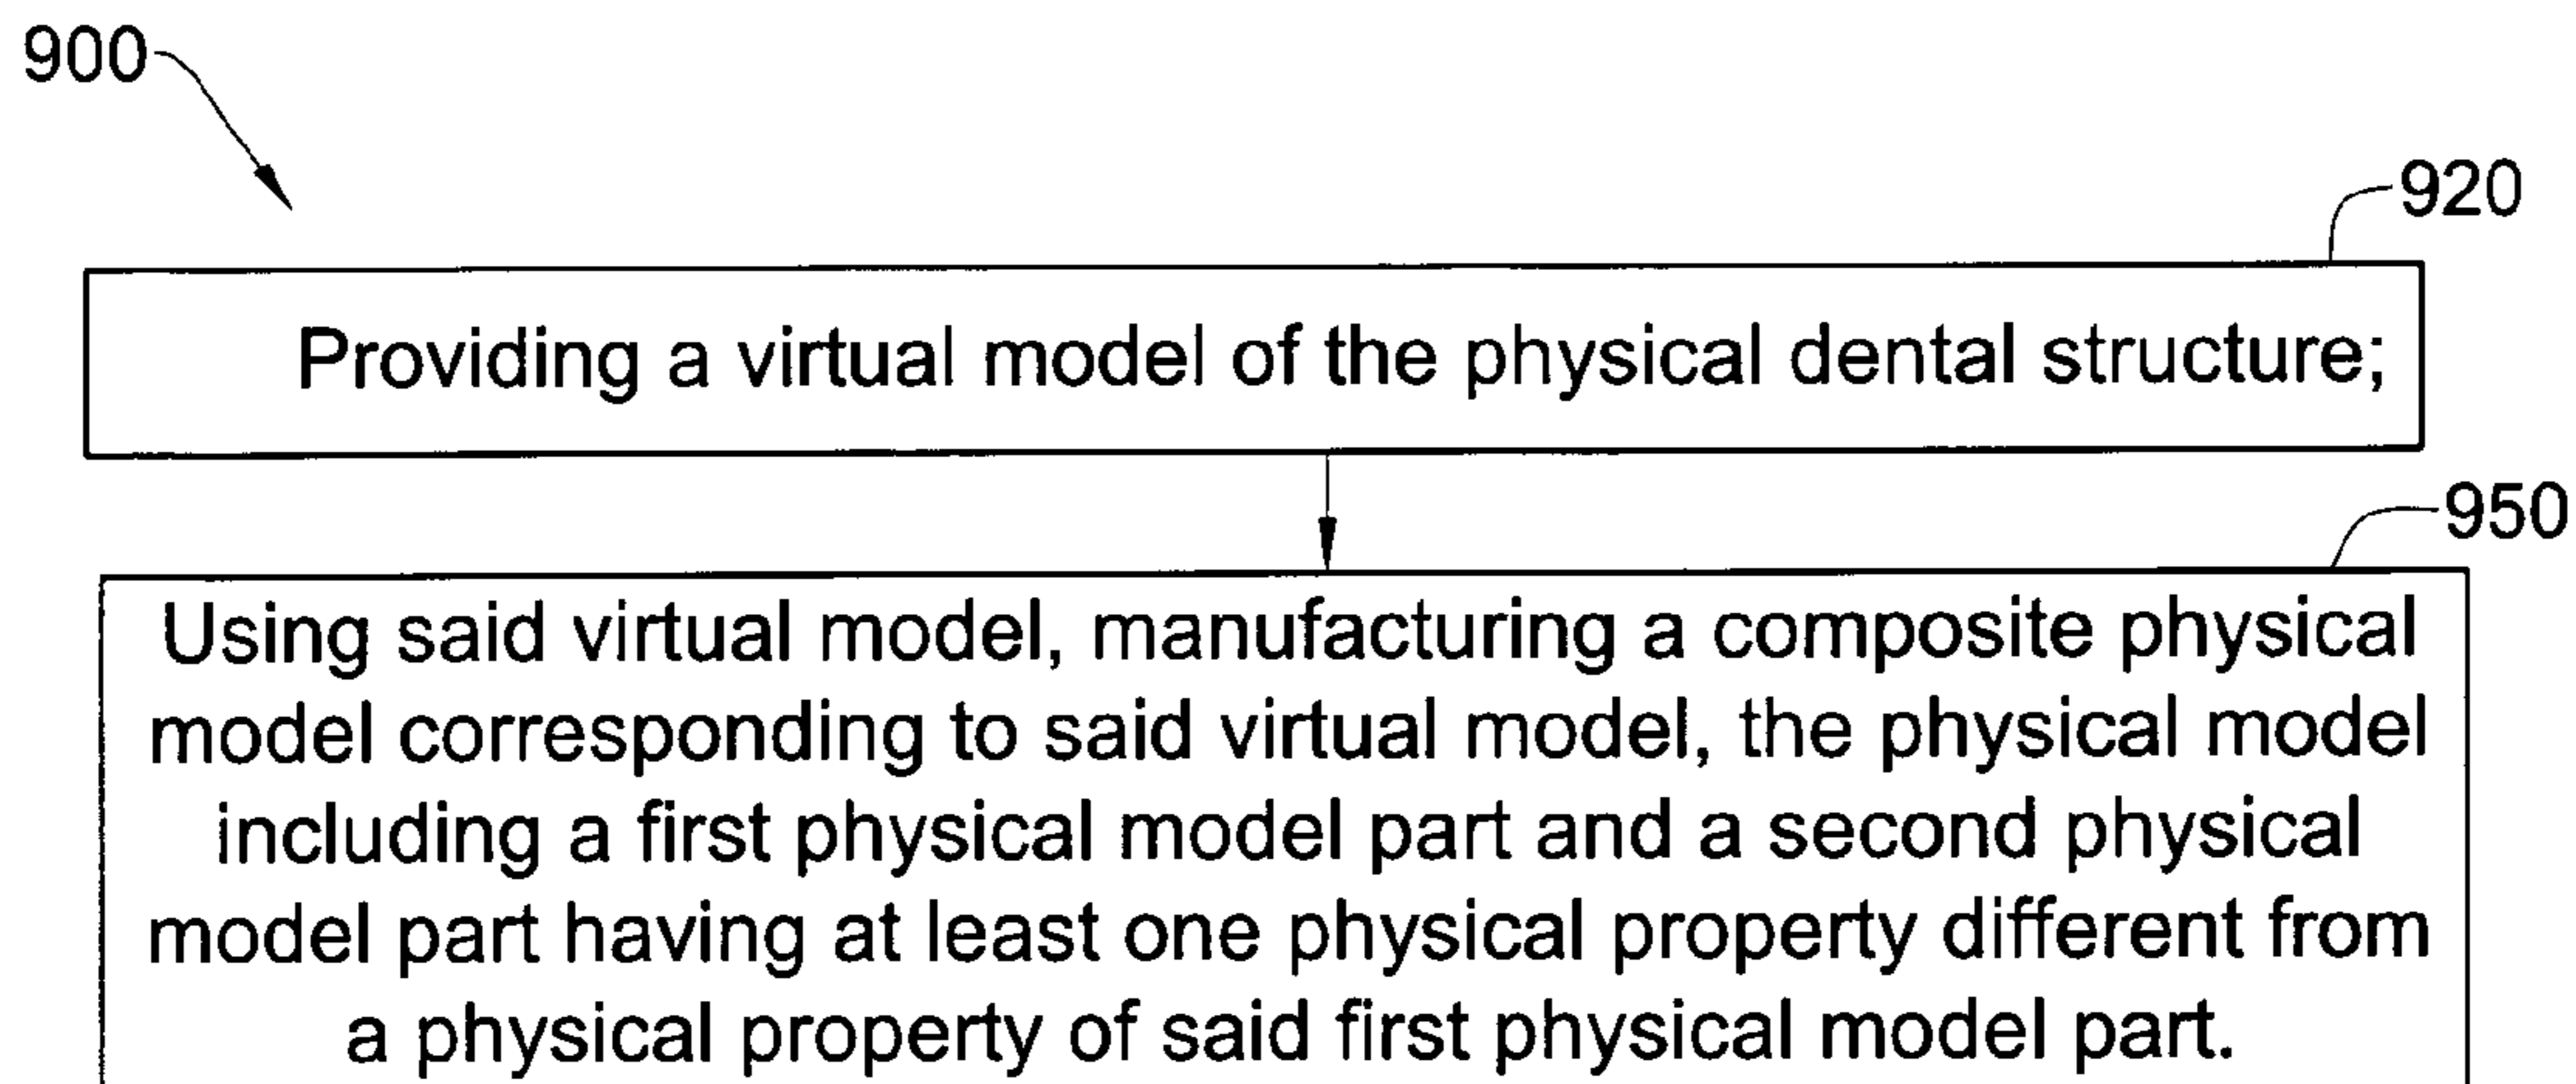 900
920
Providing a virtual model of the physical dental structure;
950
Using said virtual model, manufacturing a composite physical
model corresponding to said virtual model, the physical model
including a first physical model part and a second physical
model part having at least one physical property different from
a physical property of said first physical model part.